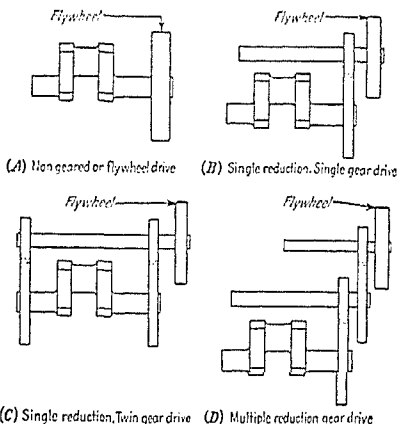 Flywheel
Flywheel
(A) Non geared or flywheel drive
(B) Single reduction. Single gear drive
Flywheel
Flywheel
(C) Single reduction, Twin gear drive
(D) Multiple reduction gear drive